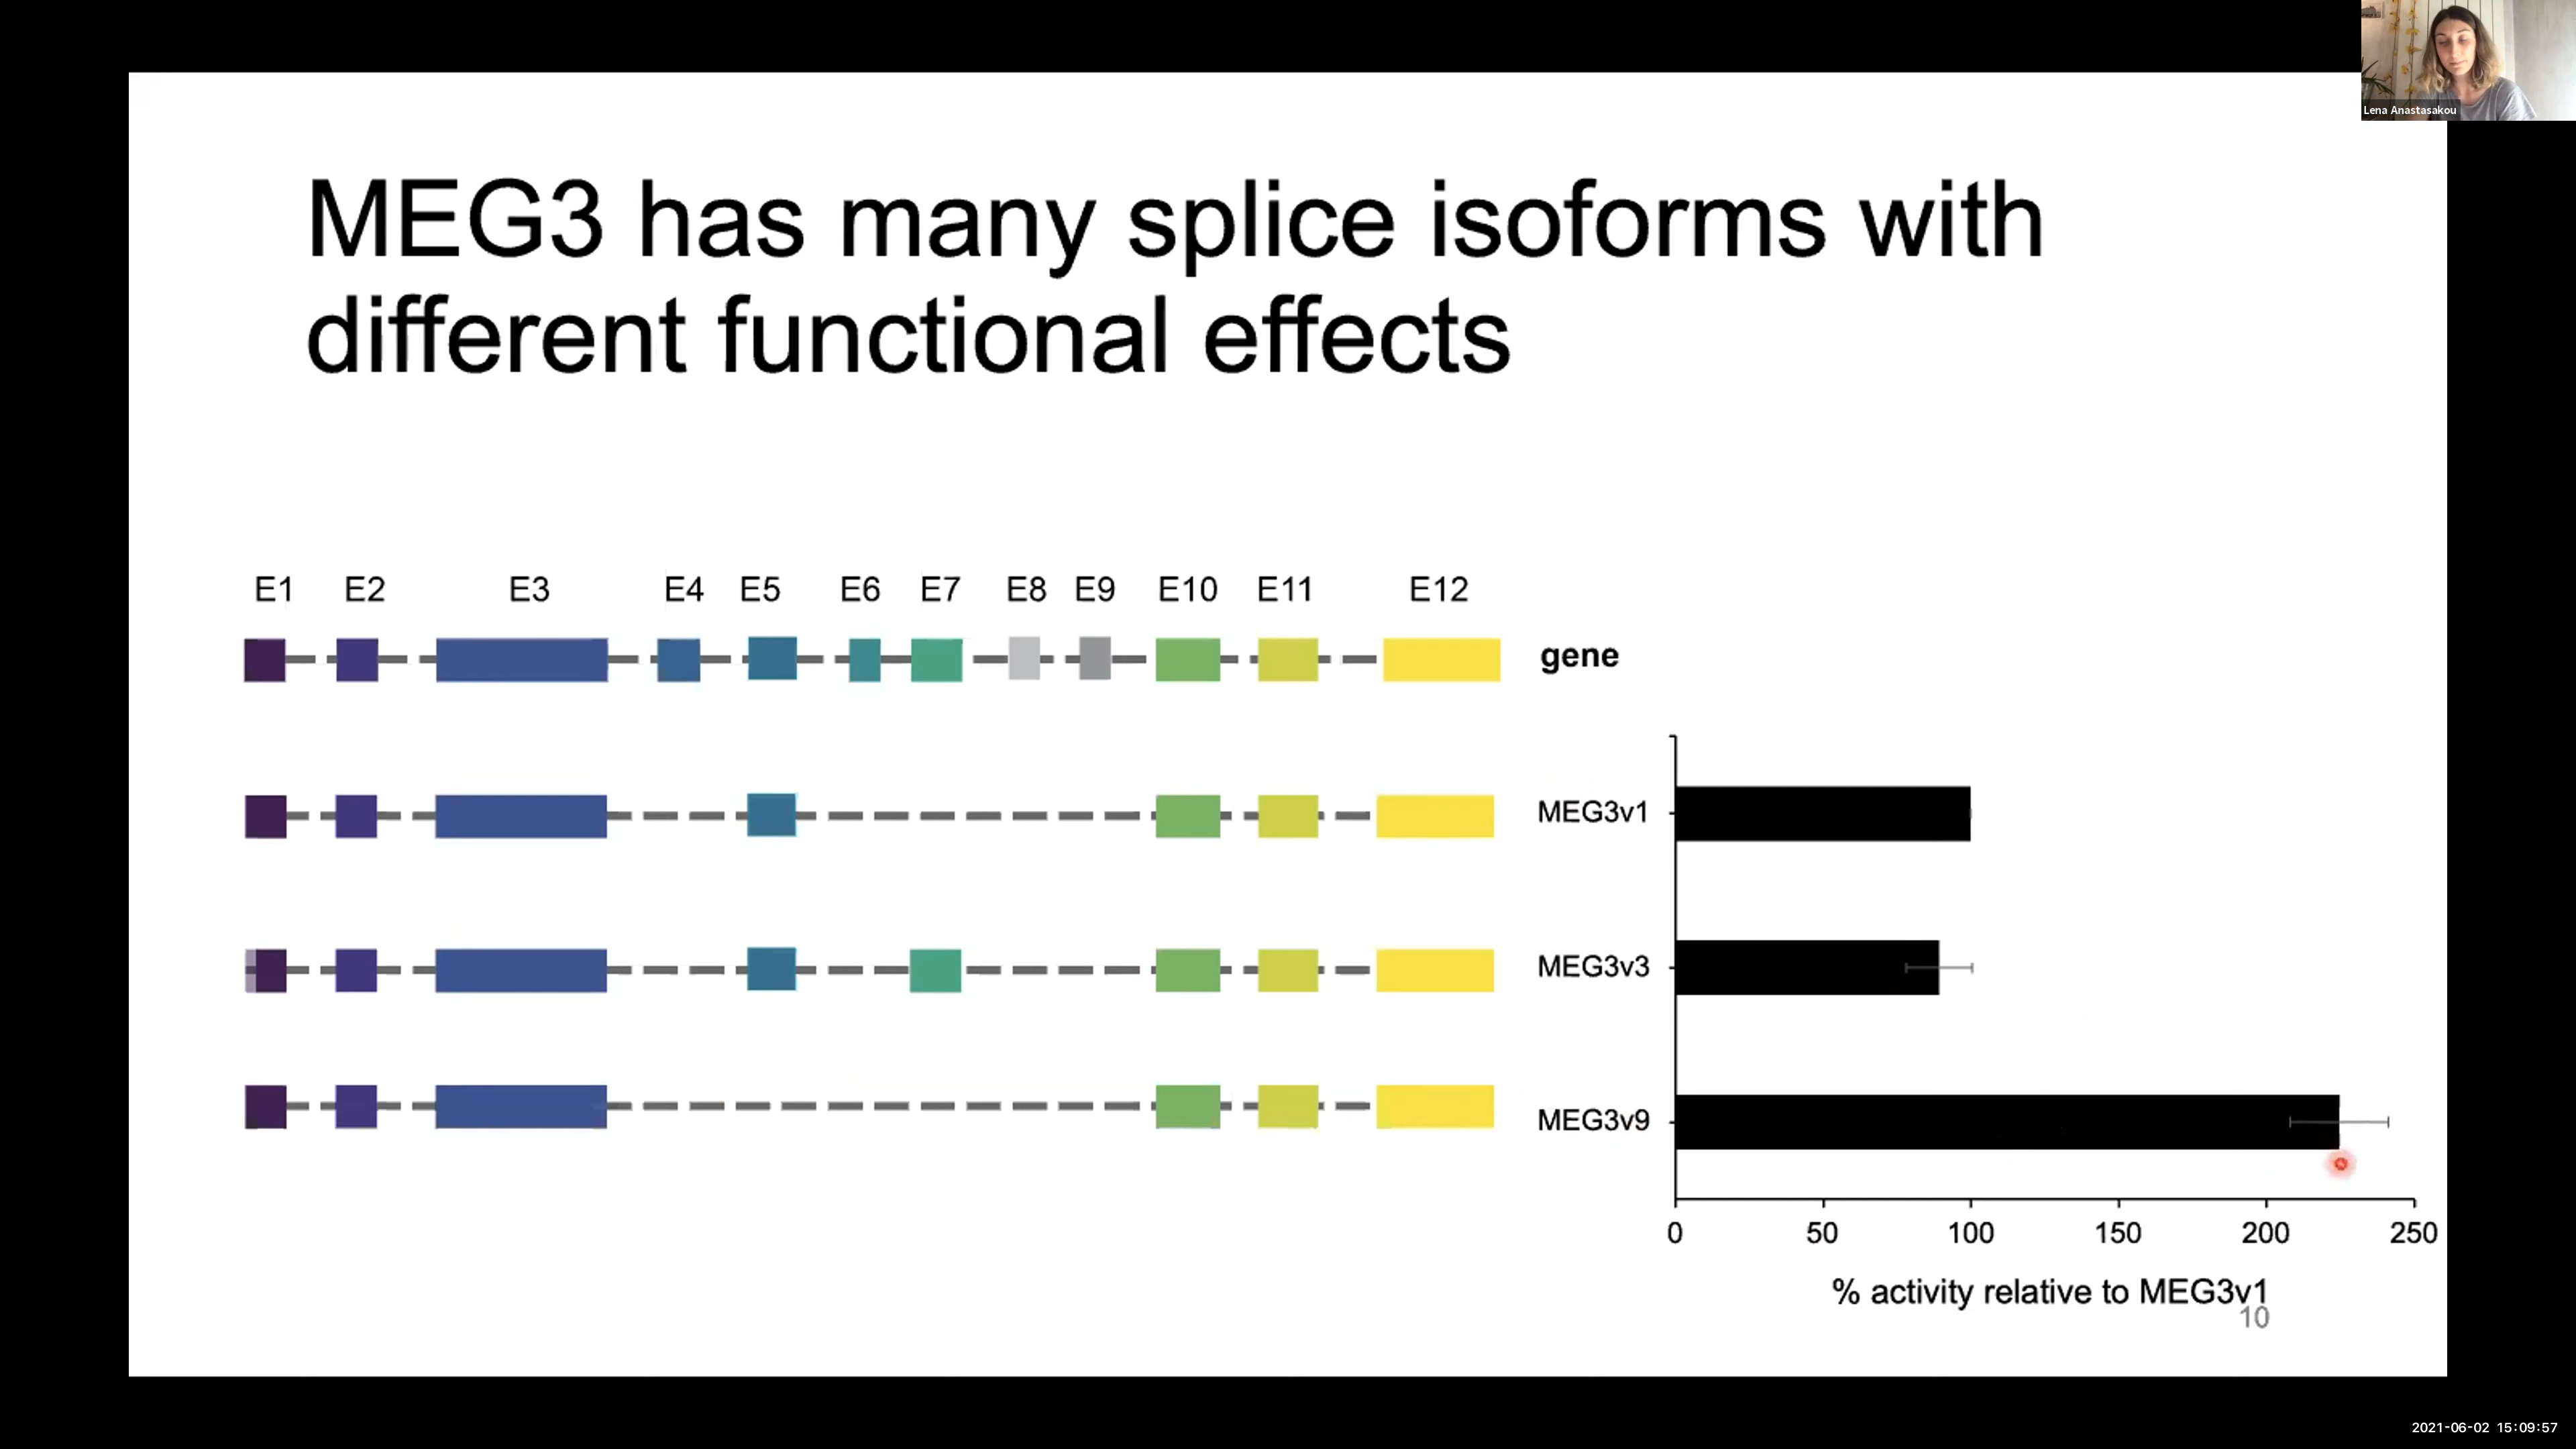 Lena Anastasakou
MEG3 has many splice isoforms with
different functional effects
E1 E2 E3 E4 E5 E6 E7 E8 E9 E10 E11 E12
gene
MEG3v1
MEG3v3
MEG3v9
0 50 100 150 200 250
% activity relative to MEG3v1
10
2021-06-02 15:09:57